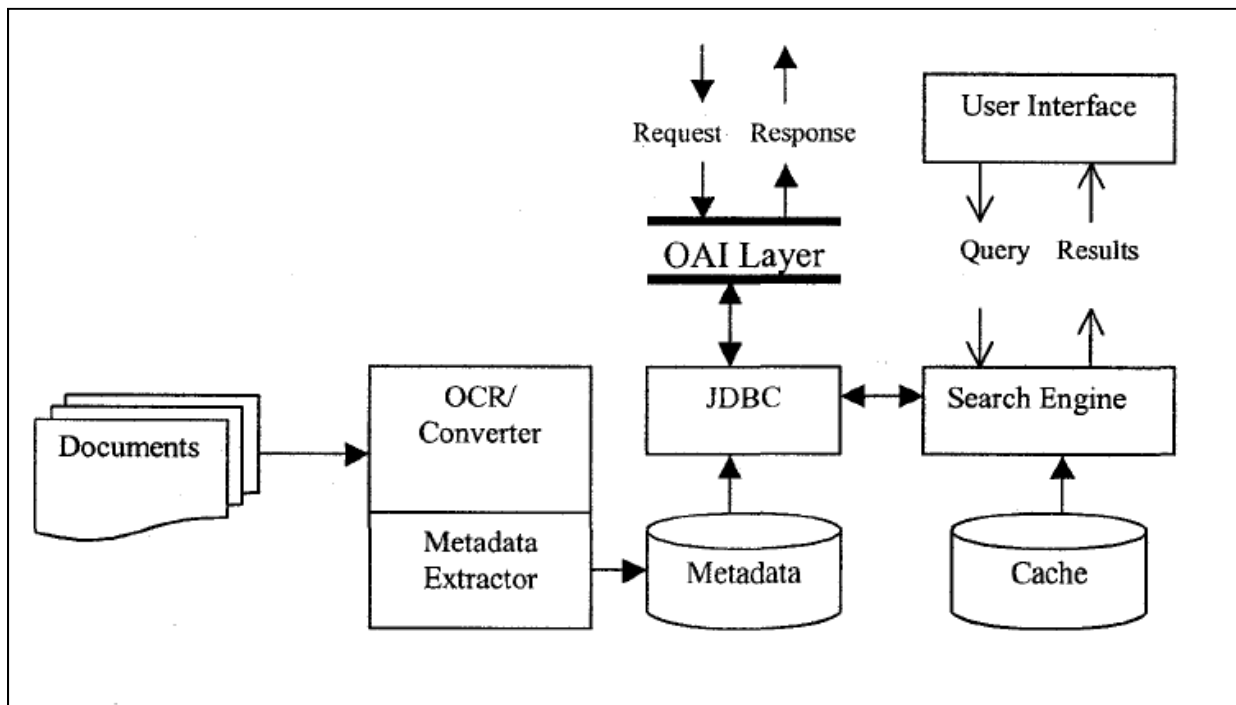 User Interface
Request Response
OAI Layer
Query Results
Documents
OCR/
Converter
JDBC
Search Engine
Metadata
Extractor
Metadata
Cache